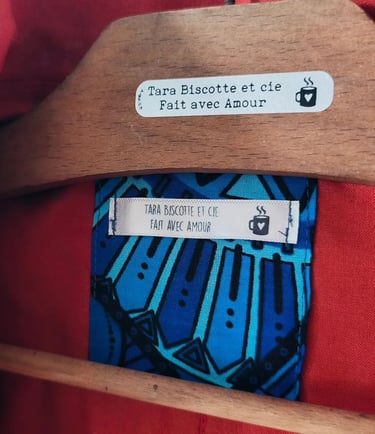 Tara Biscotte et cie
Fait avec Amour
TARA BISCOTTE ET CIE
FAIT AVEC AMOUR